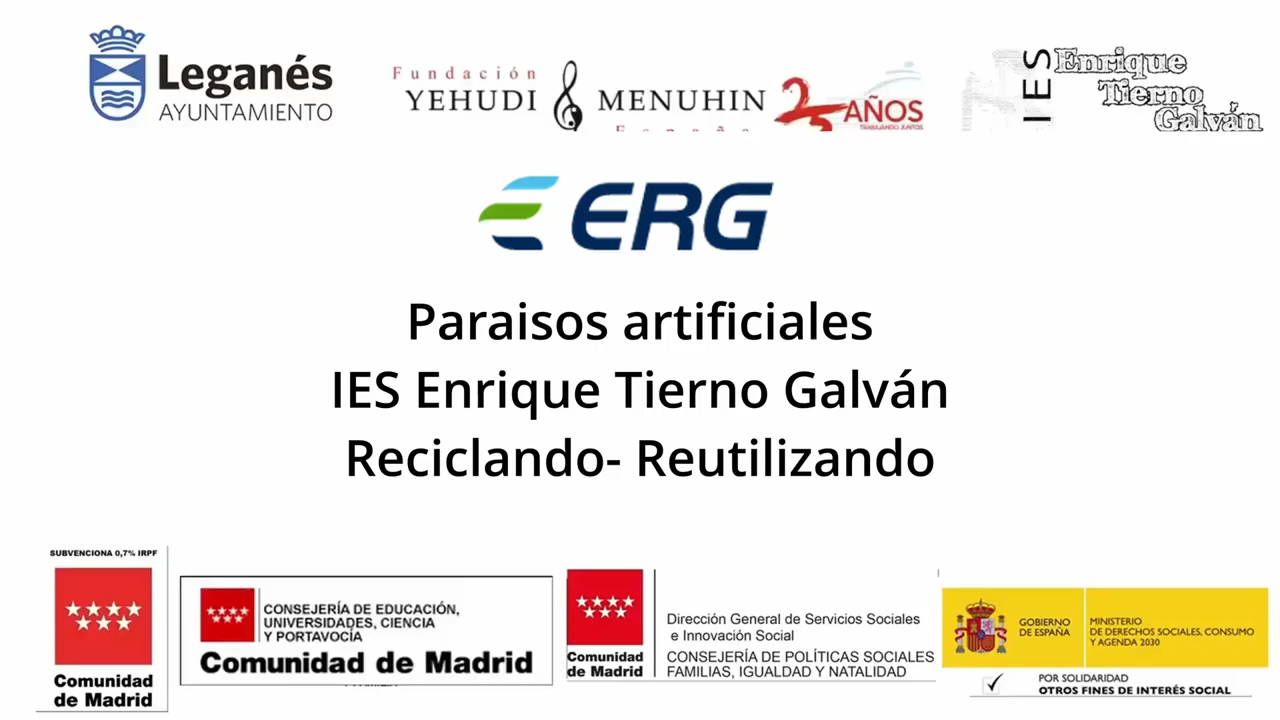 Leganés
AYUNTAMIENTO
Fundación
YEHUDI MENUHIN
España
25 AÑOS
TRABAJANDO JUNTOS
IES Enrique
Tierno
Galván
ERG
Paraisos artificiales
IES Enrique Tierno Galván
Reciclando- Reutilizando
SUBVENCIONA 0,7% IRPF
Comunidad
de Madrid
CONSEJERÍA DE EDUCACIÓN,
UNIVERSIDADES, CIENCIA
Y PORTAVOCÍA
Comunidad de Madrid
Comunidad
de Madrid
Dirección General de Servicios Sociales
e Innovación Social
CONSEJERÍA DE POLÍTICAS SOCIALES
FAMILIAS, IGUALDAD Y NATALIDAD
GOBIERNO
DE ESPAÑA
MINISTERIO
DE DERECHOS SOCIALES, CONSUMO
Y AGENDA 2030
POR SOLIDARIDAD
OTROS FINES DE INTERÉS SOCIAL